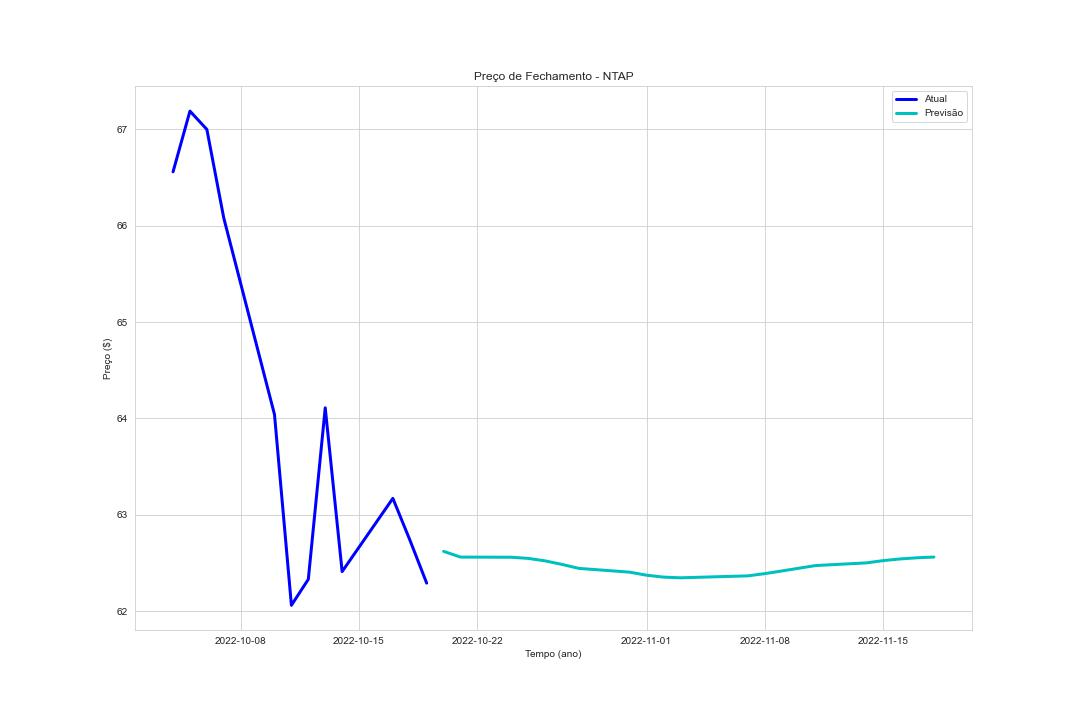 Preço de Fechamento - NTAP
Atual
Previsão
67
66
65
64
63
62
Preço ($)
2022-10-08
2022-10-15
2022-10-22
2022-11-01
2022-11-08
2022-11-15
Tempo (ano)